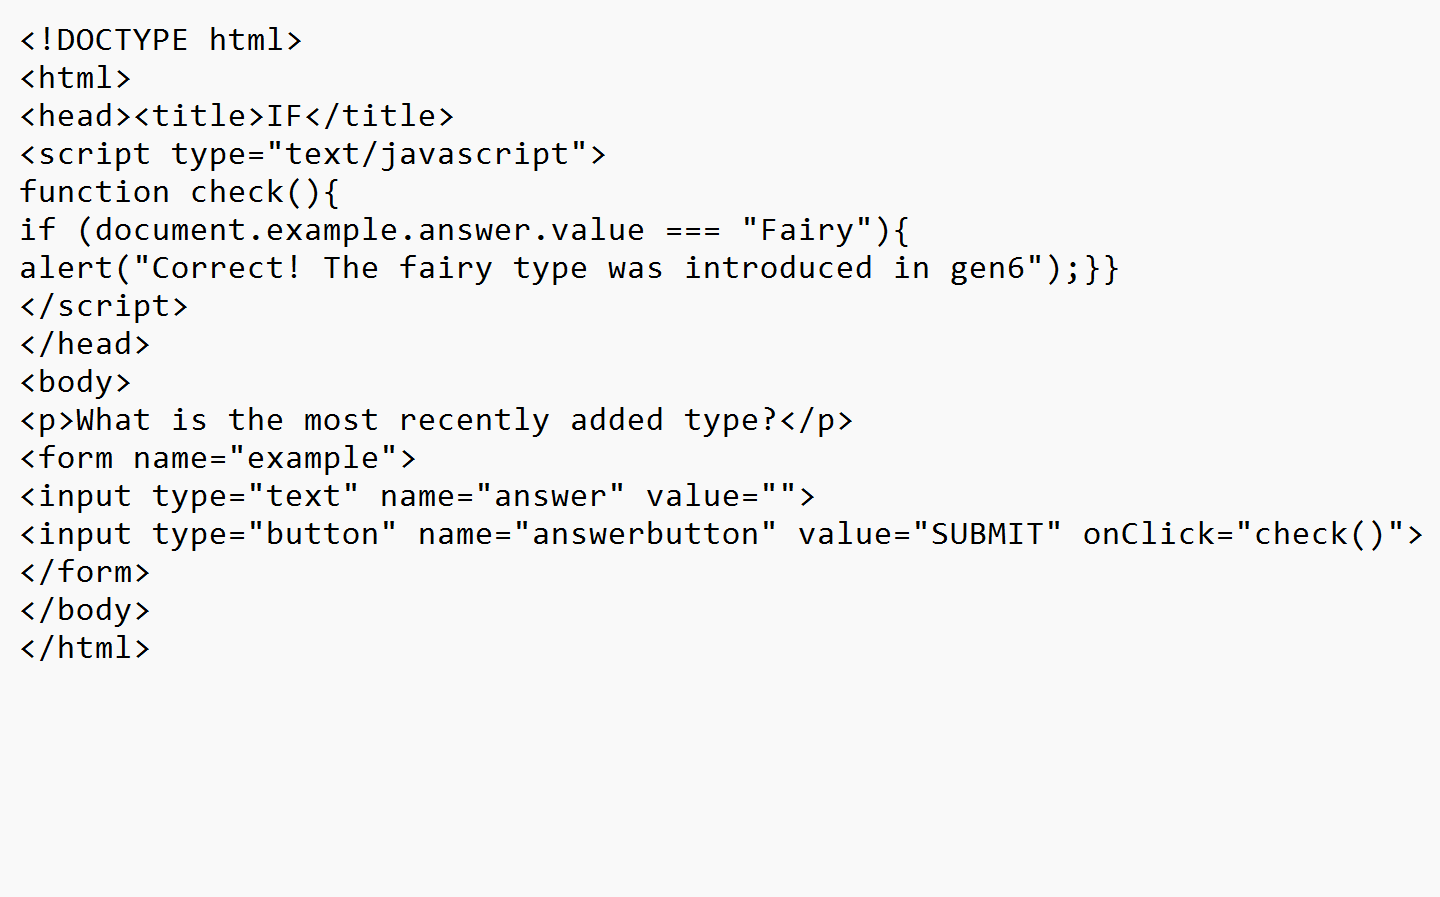 <!DOCTYPE html>
<html>
<head><title>IF</title>
<script type="text/javascript">
function check(){
if (document.example.answer.value === "Fairy"){
alert("Correct! The fairy type was introduced in gen6");}}
</script>
</head>
<body>
<p>What is the most recently added type?</p>
<form name="example">
<input type="text" name="answer" value="">
<input type="button" name="answerbutton" value="SUBMIT" onClick="check()">
</form>
</body>
</html>